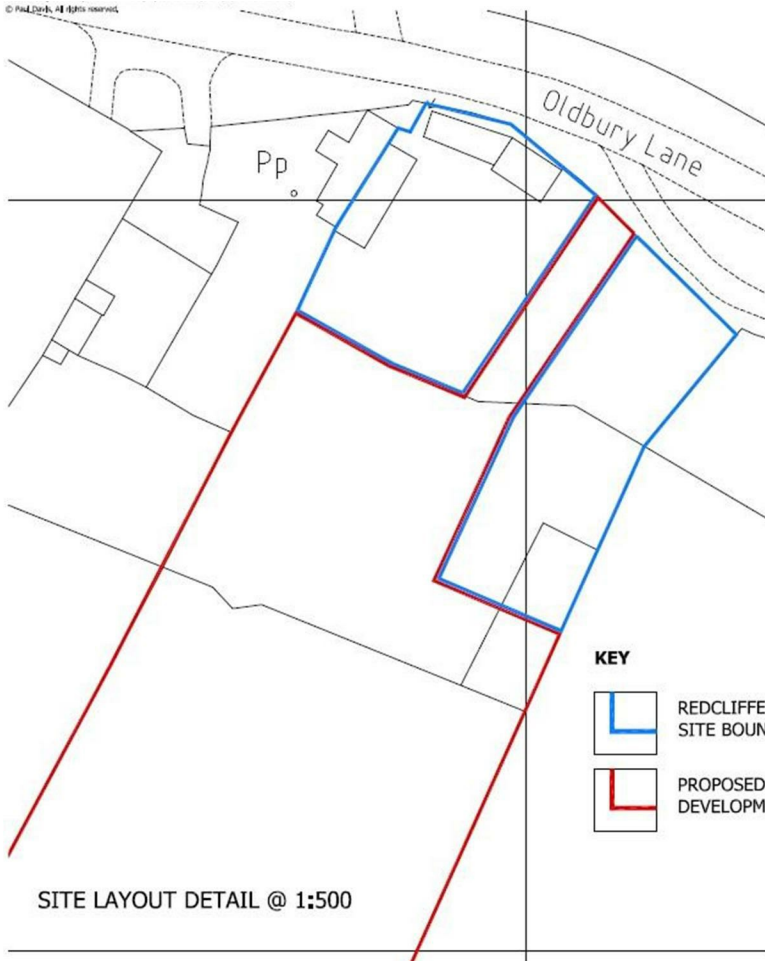 © Paul Davis, All rights reserved.
Oldbury Lane
Pp
KEY
REDCLIFFE
SITE BOUN
PROPOSED
DEVELOPM
SITE LAYOUT DETAIL @ 1:500